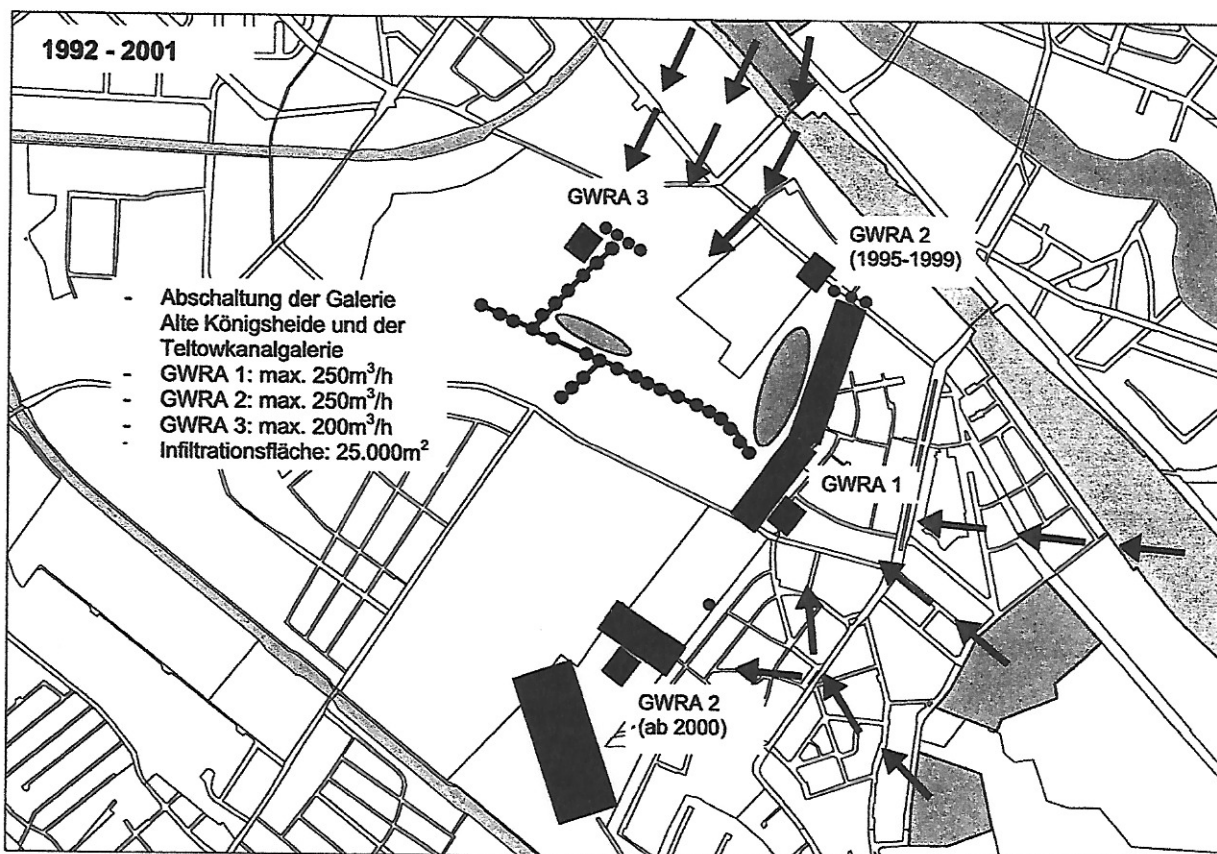 1992 - 2001
GWRA 3
GWRA 2
(1995-1999)
- Abschaltung der Galerie
Alte Königsheide und der
Teltowkanalgalerie
- GWRA 1: max. 250m³/h
- GWRA 2: max. 250m³/h
- GWRA 3: max. 200m³/h
- Infiltrationsfläche: 25.000m²
GWRA 1
GWRA 2
(ab 2000)